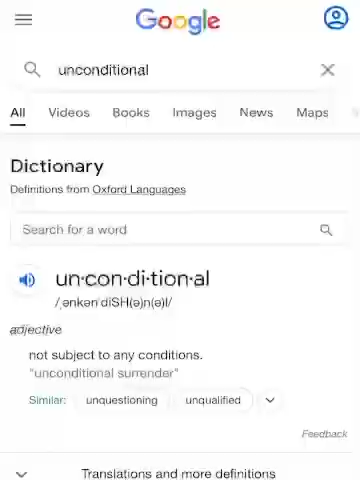 Google
unconditional
All Videos Books Images News Maps
Dictionary
Definitions from Oxford Languages
Search for a word
un·con·di·tion·al
/ˌənkənˈdiSH(ə)n(ə)l/
adjective
not subject to any conditions.
"unconditional surrender"
Similar: unquestioning unqualified
Feedback
Translations and more definitions